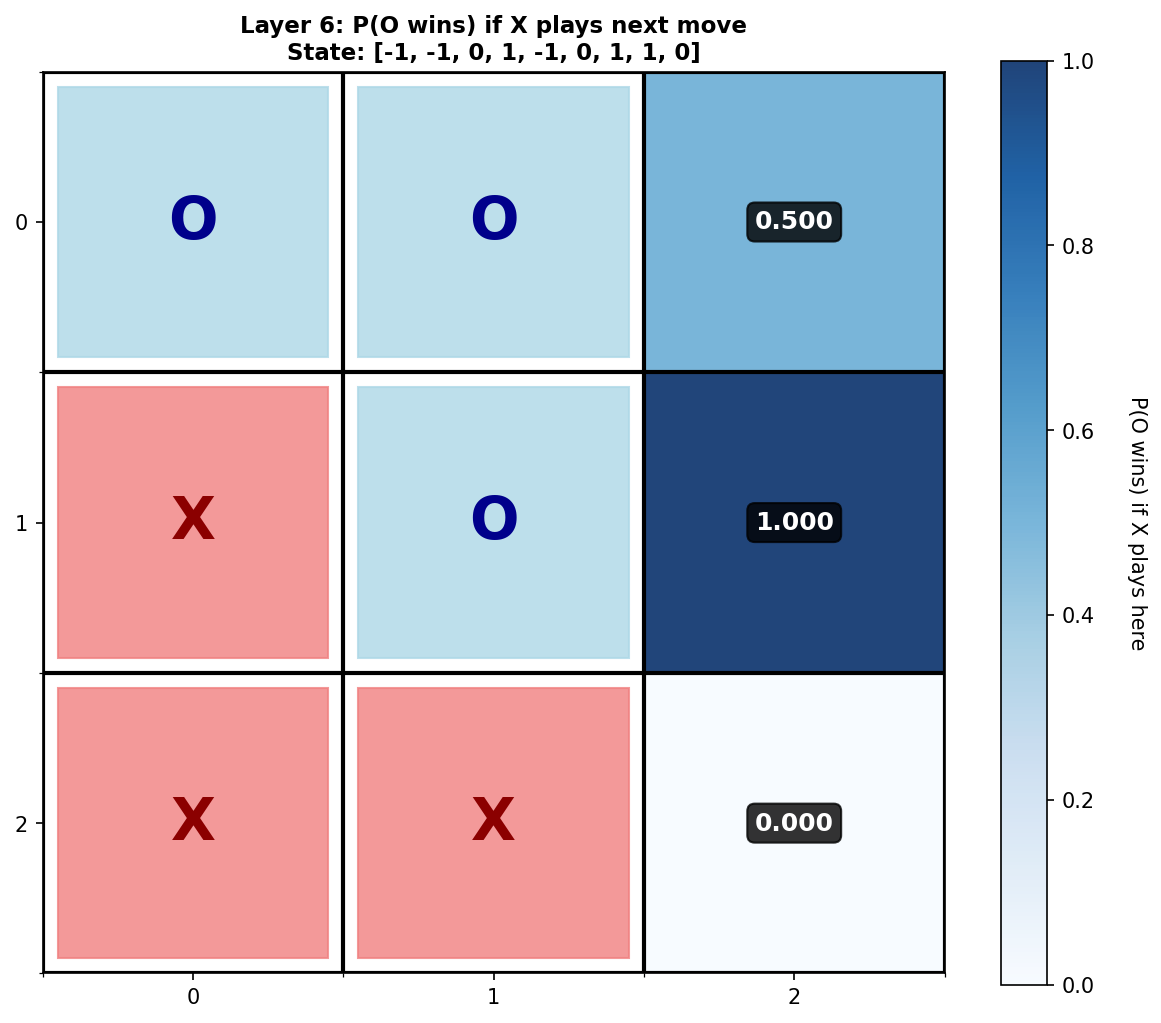 Layer 6: P(O wins) if X plays next move
State: [-1, -1, 0, 1, -1, 0, 1, 1, 0]
0
O
O
0.500
1
X
O
1.000
2
X
X
0.000
0
1
2
1.0
0.8
0.6
0.4
0.2
0.0
P(O wins) if X plays here